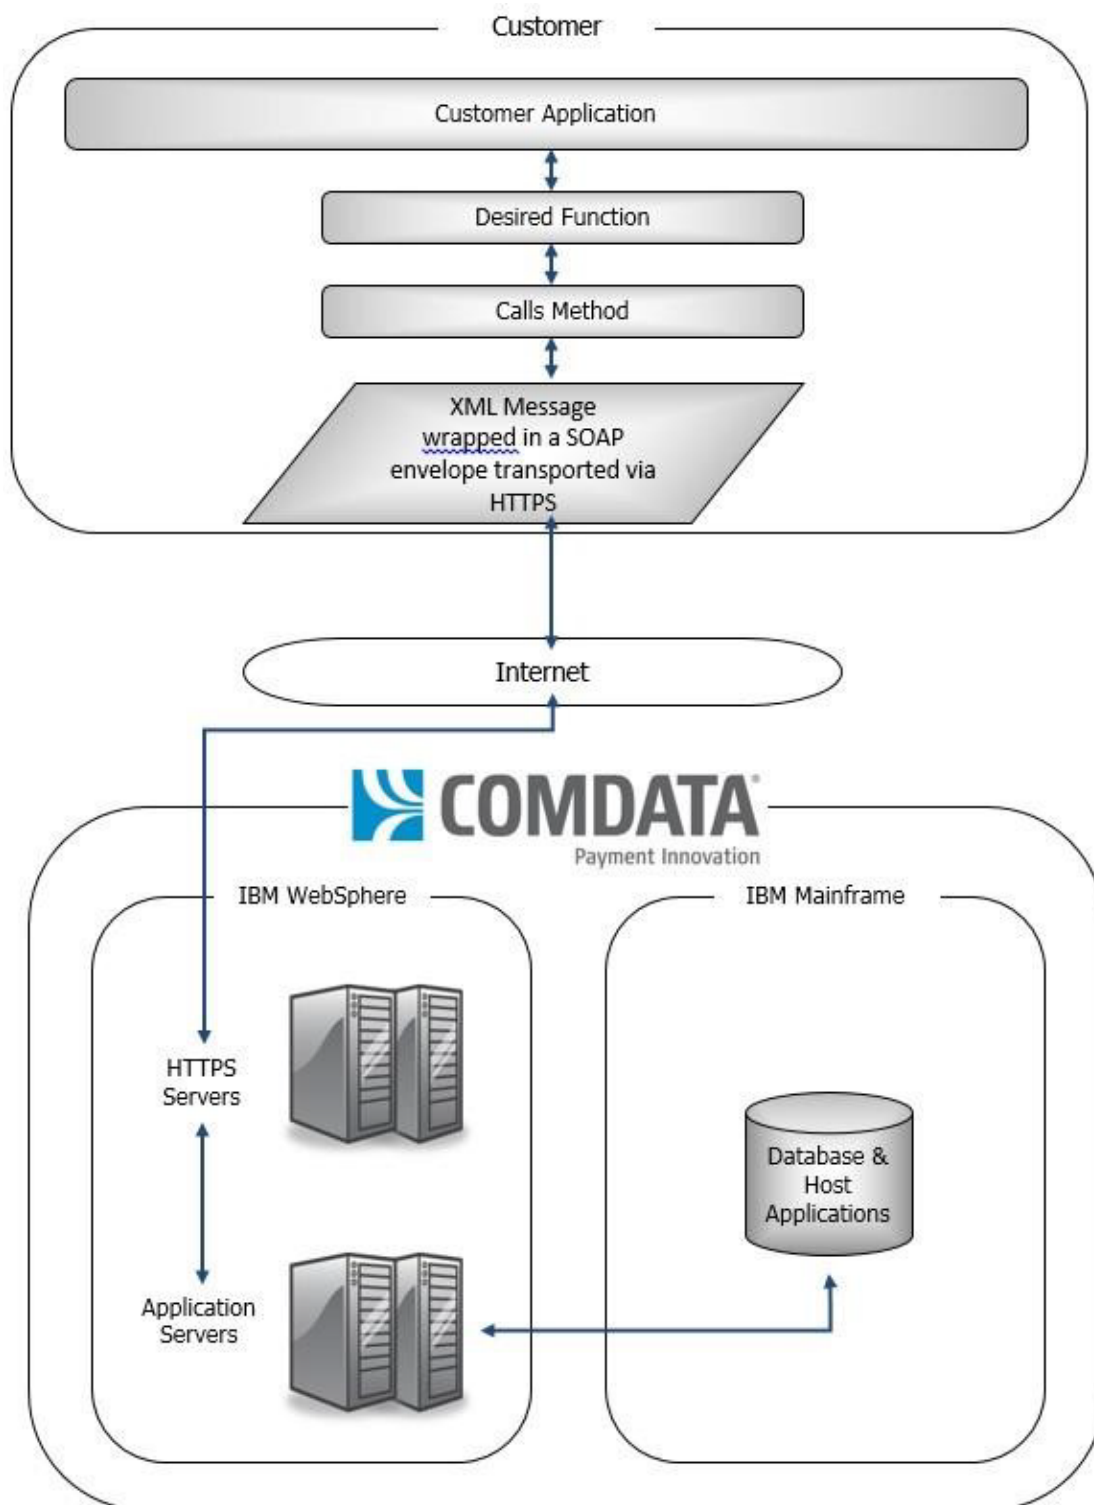 Customer
Customer Application
Desired Function
Calls Method
XML Message
wrapped in a SOAP
envelope transported via
HTTPS
Internet
COMDATA®
Payment Innovation
IBM WebSphere
IBM Mainframe
HTTPS
Servers
Database &
Host
Applications
Application
Servers